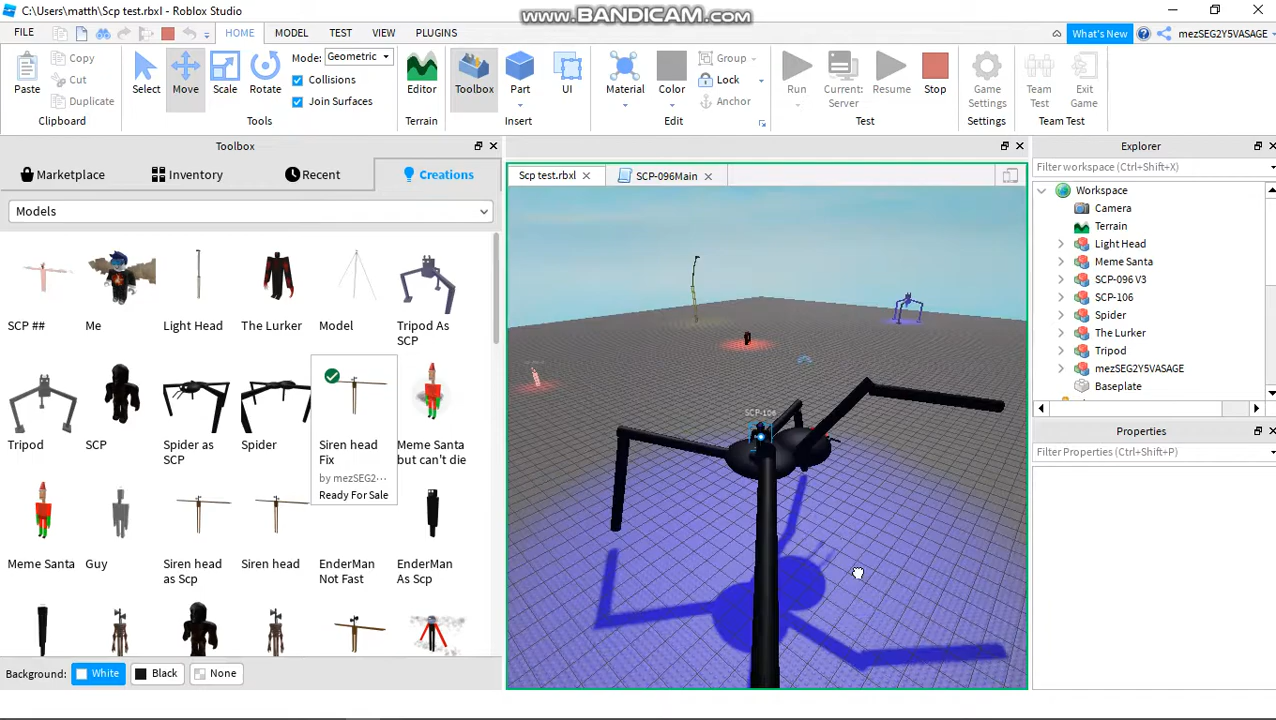 C:\Users\matth\Scp test.rbxl - Roblox Studio
www.BANDICAM.com
FILE
HOME
MODEL
TEST
VIEW
PLUGINS
What's New
mezSEG2Y5VASAGE
Paste
Copy
Cut
Duplicate
Clipboard
Select
Move
Scale
Rotate
Mode: Geometric
Collisions
Join Surfaces
Tools
Editor
Terrain
Toolbox
Part
UI
Insert
Material
Color
Group
Lock
Anchor
Edit
Run
Current:
Server
Resume
Stop
Test
Game
Settings
Settings
Team
Test
Exit
Game
Team Test
Toolbox
Marketplace
Inventory
Recent
Creations
Models
SCP ##
Me
Light Head
The Lurker
Model
Tripod As
SCP
Tripod
SCP
Spider as
SCP
Spider
Siren head
Fix
by mezSEG2...
Ready For Sale
Meme Santa
but can't die
Meme Santa
Guy
Siren head
as Scp
Siren head
EnderMan
Not Fast
EnderMan
As Scp
Background:
White
Black
None
Scp test.rbxl
SCP-096Main
SCP-106
Explorer
Filter workspace (Ctrl+Shift+X)
Workspace
Camera
Terrain
Light Head
Meme Santa
SCP-096 V3
SCP-106
Spider
The Lurker
Tripod
mezSEG2Y5VASAGE
Baseplate
Properties
Filter Properties (Ctrl+Shift+P)